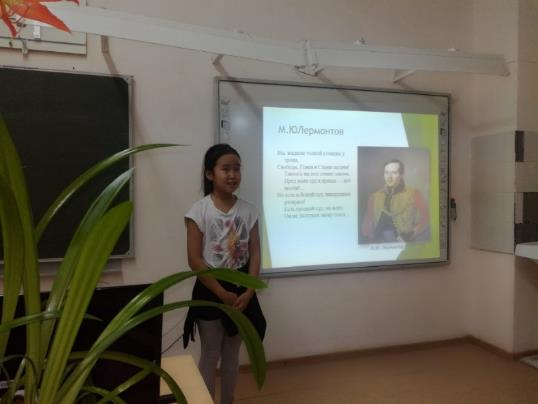 М.ЮЛермонтов
Вы, жадною толпой стоящие у
трона,
Свободы, Гения и Славы палачи!
Таитесь вы под сению закона,
Пред вами суд и правда — всё
молчи!..
Но есть и божий суд, наперсники
разврата!
Есть грозный суд: он ждёт;
Он не доступен звону злата,
М.Ю. Лермонтов